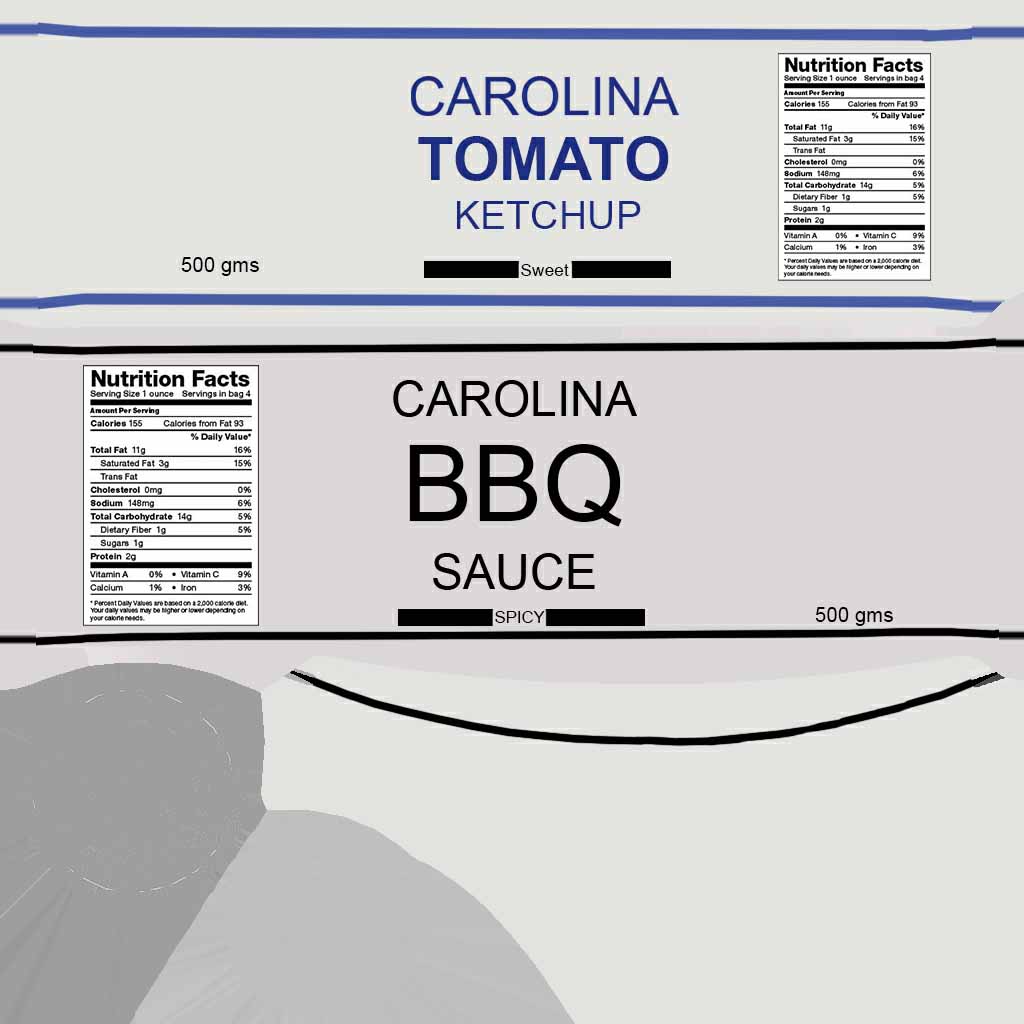 CAROLINA
TOMATO
KETCHUP
Sweet
500 gms
Nutrition Facts
Serving Size 1 ounce Servings in bag 4
Amount Per Serving
Calories 155 Calories from Fat 93
% Daily Value*
Total Fat 11g 16%
Saturated Fat 3g 15%
Trans Fat
Cholesterol 0mg 0%
Sodium 148mg 6%
Total Carbohydrate 14g 5%
Dietary Fiber 1g 5%
Sugars 1g
Protein 2g
Vitamin A 0% • Vitamin C 9%
Calcium 1% • Iron 3%
* Percent Daily Values are based on a 2,000 calorie diet.
Your daily values may be higher or lower depending on
your calorie needs.
Nutrition Facts
Serving Size 1 ounce Servings in bag 4
Amount Per Serving
Calories 155 Calories from Fat 93
% Daily Value*
Total Fat 11g 16%
Saturated Fat 3g 15%
Trans Fat
Cholesterol 0mg 0%
Sodium 148mg 6%
Total Carbohydrate 14g 5%
Dietary Fiber 1g 5%
Sugars 1g
Protein 2g
Vitamin A 0% • Vitamin C 9%
Calcium 1% • Iron 3%
* Percent Daily Values are based on a 2,000 calorie diet.
Your daily values may be higher or lower depending on
your calorie needs.
CAROLINA
BBQ
SAUCE
SPICY
500 gms